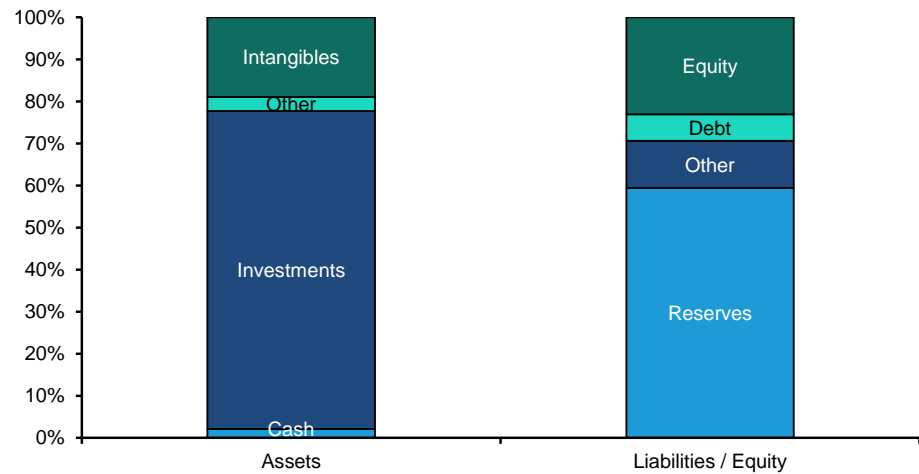 100%
90%
80%
70%
60%
50%
40%
30%
20%
10%
0%
Intangibles
Other
Investments
Cash
Equity
Debt
Other
Reserves
Assets
Liabilities / Equity